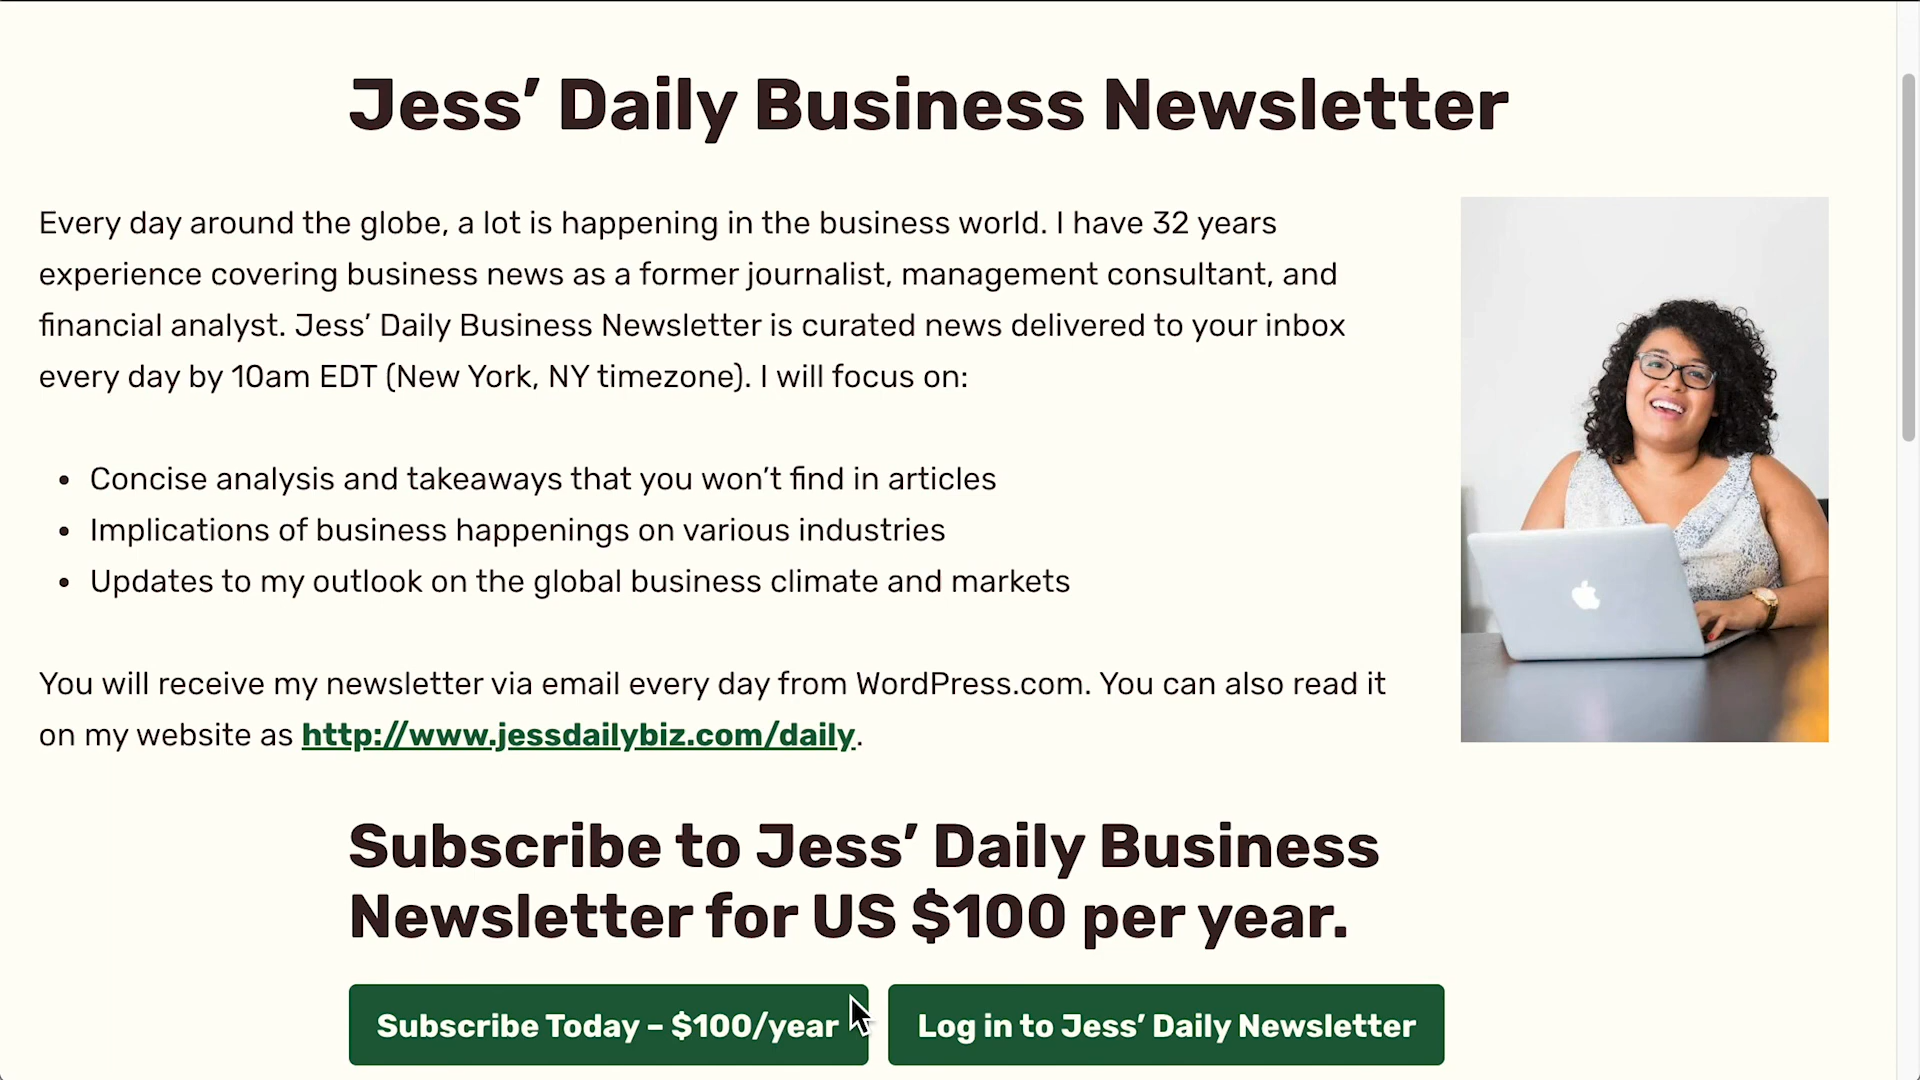 Jess’ Daily Business Newsletter
Every day around the globe, a lot is happening in the business world. I have 32 years
experience covering business news as a former journalist, management consultant, and
financial analyst. Jess’ Daily Business Newsletter is curated news delivered to your inbox
every day by 10am EDT (New York, NY timezone). I will focus on:
• Concise analysis and takeaways that you won’t find in articles
• Implications of business happenings on various industries
• Updates to my outlook on the global business climate and markets
You will receive my newsletter via email every day from WordPress.com. You can also read it
on my website as http://www.jessdailybiz.com/daily.
Subscribe to Jess’ Daily Business
Newsletter for US $100 per year.
Subscribe Today – $100/year
Log in to Jess’ Daily Newsletter